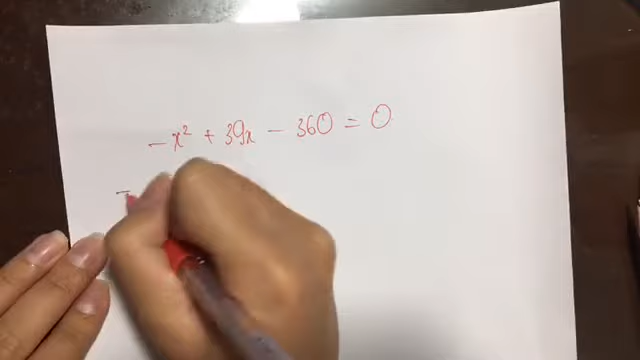 -x² + 39x - 360 = 0